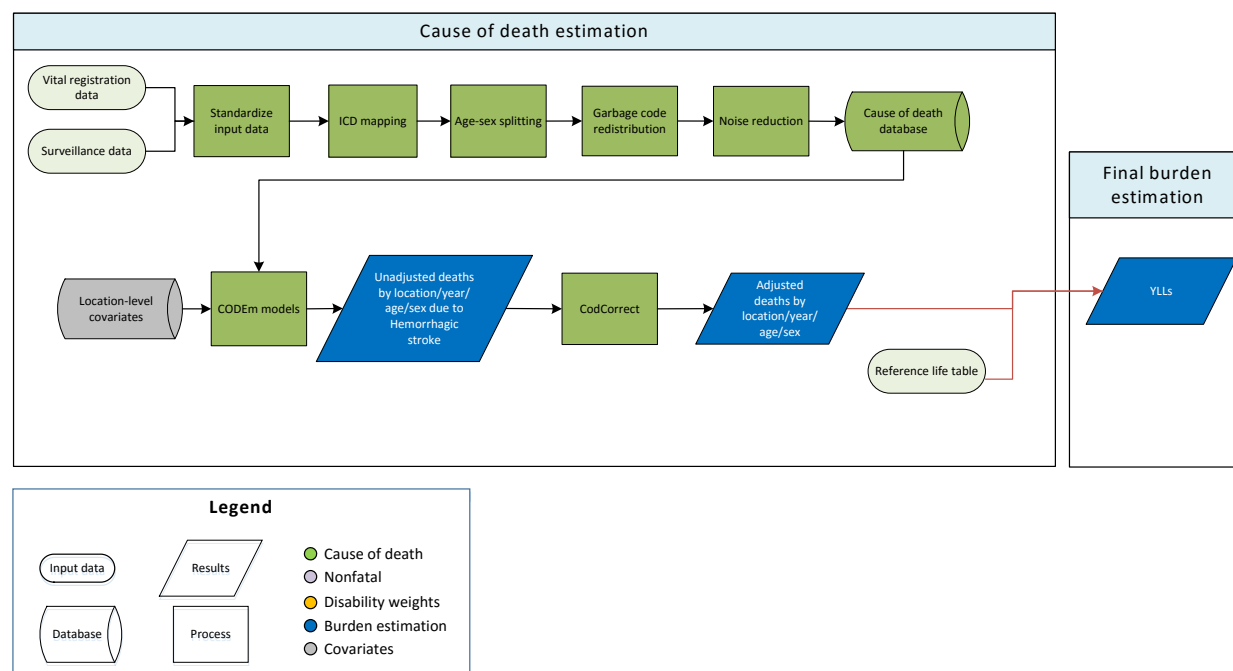 Cause of death estimation
Vital registration
data
Surveillance data
Standardize
input data
ICD mapping
Age-sex splitting
Garbage code
redistribution
Noise reduction
Cause of death
database
Final burden
estimation
Location-level
covariates
CODEm models
Unadjusted deaths
by location/year/
age/sex due to
Hemorrhagic
stroke
CodCorrect
Adjusted
deaths by
location/year/
age/sex
YLLs
Reference life table
Legend
Input data
Results
Database
Process
Cause of death
Nonfatal
Disability weights
Burden estimation
Covariates